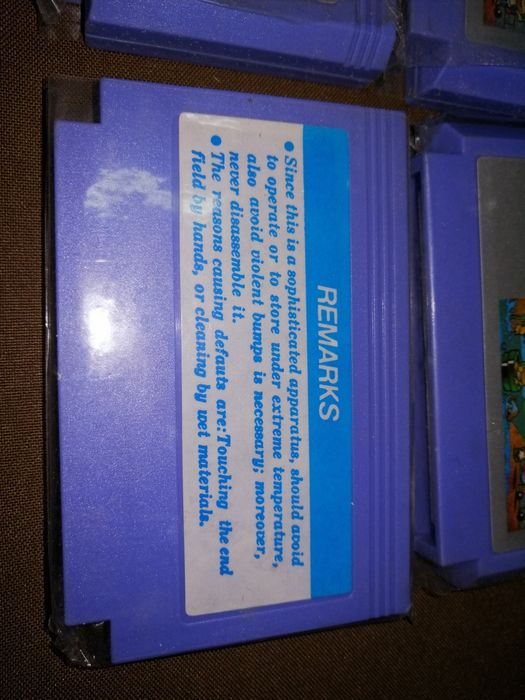 REMARKS
● Since this is a sophisticated apparatus, should avoid
to operate or to store under extreme temperature,
also avoid violent bumps is necessary; moreover,
never disassemble it.
● The reasons causing defauts are:Touching the end
field by hands, or cleaning by wet materials.